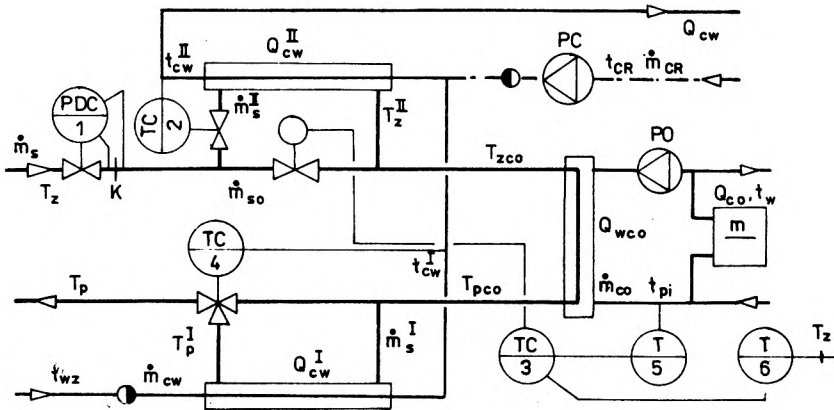 Q_cw
t_cw^II Q_cw^II PC t_CR ṁ_CR
PDC 1 TC 2 ṁ_s^I T_z^II PO
ṁ_s T_z K ṁ_so T_zco
Q_co, t_w
Q_wco m
TC 4 t_cw^I
T_p T_pco ṁ_co t_pi
T_p^I ṁ_s^I T_z
TC 3 T 5 T 6
t_wz ṁ_cw Q_cw^I